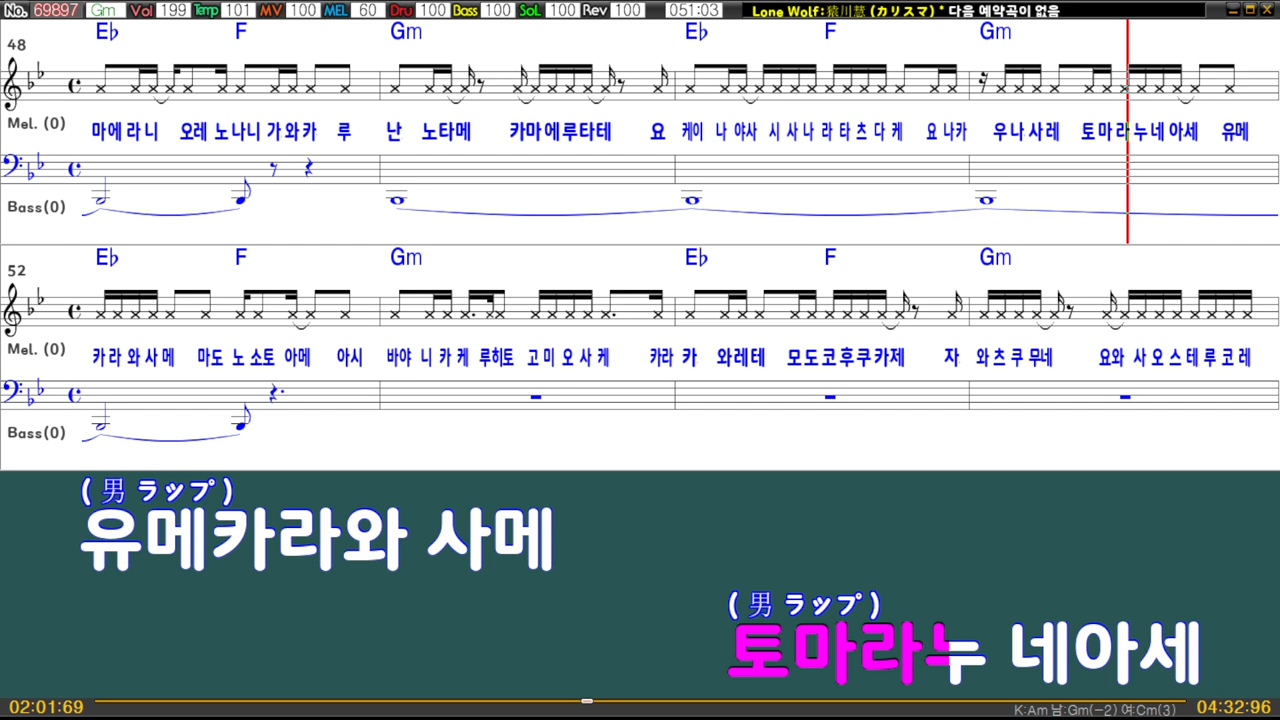 No. 69897 Gm Vol 199 Temp 101 MV 100 MEL 60 Dru 100 Bass 100 SoL 100 Rev 100 051:03 Lone Wolf:猿川慧 (カリスマ) * 다음 예약곡이 없음
E♭ F Gm E♭ F Gm
48
Mel. (0) 마에 라 니 오레 노 나니 가와카 루 난 노타메 카마에루타테 요 케이 나 야사 시 사 나 라 타 츠 다 케 요 나카 우 나 사 레 토 마 라 누 네 아 세 유메
Bass(0)
E♭ F Gm E♭ F Gm
52
Mel. (0) 카 라 와 사 메 마도 노 소토 아메 아시 바야 니 카 케 루히토 고 미 오 사 케 카라 카 와레테 모 도 코 후 쿠 카제 자 와 츠 쿠 무네 요와 사 오 스 테 루 코 레
Bass(0)
( 男 ラップ )
유메카라와 사메
( 男 ラップ )
토마라누 네아세
02:01:69 K:Am 남:Gm(-2) 여:Cm(3) 04:32:96